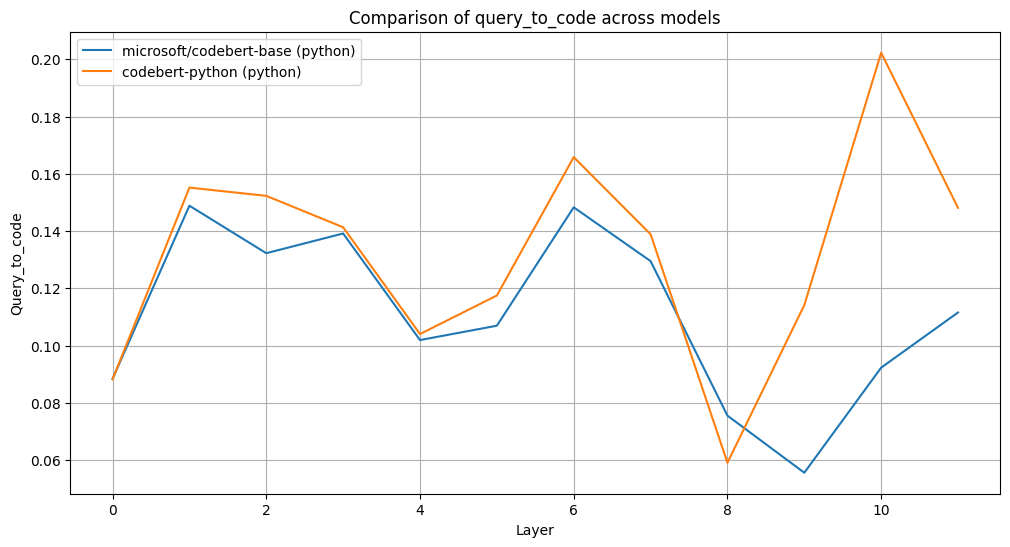 Comparison of query_to_code across models
microsoft/codebert-base (python)
codebert-python (python)
Query_to_code
0.20
0.18
0.16
0.14
0.12
0.10
0.08
0.06
0 2 4 6 8 10
Layer